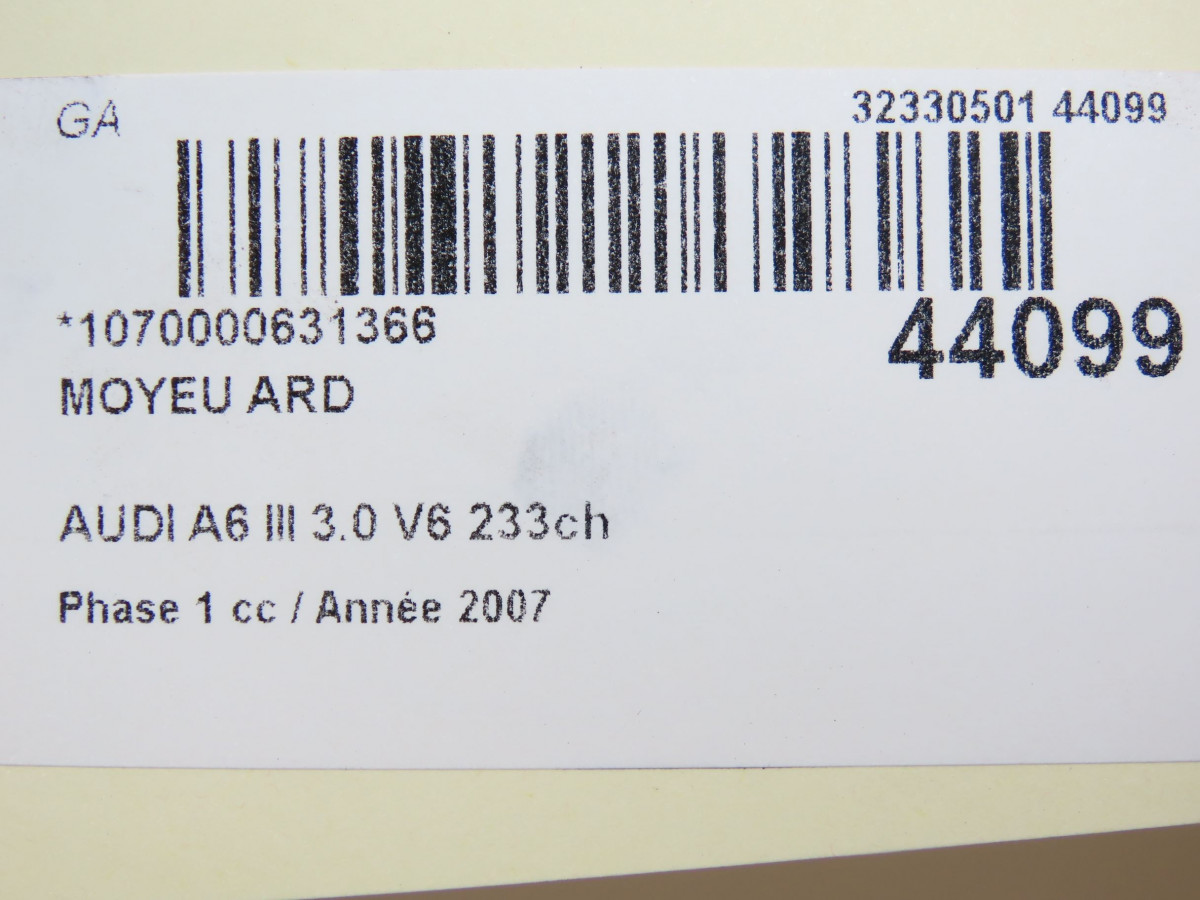 GA
32330501 44099
*1070000631366
44099
MOYEU ARD
AUDI A6 III 3.0 V6 233ch
Phase 1 cc / Année 2007